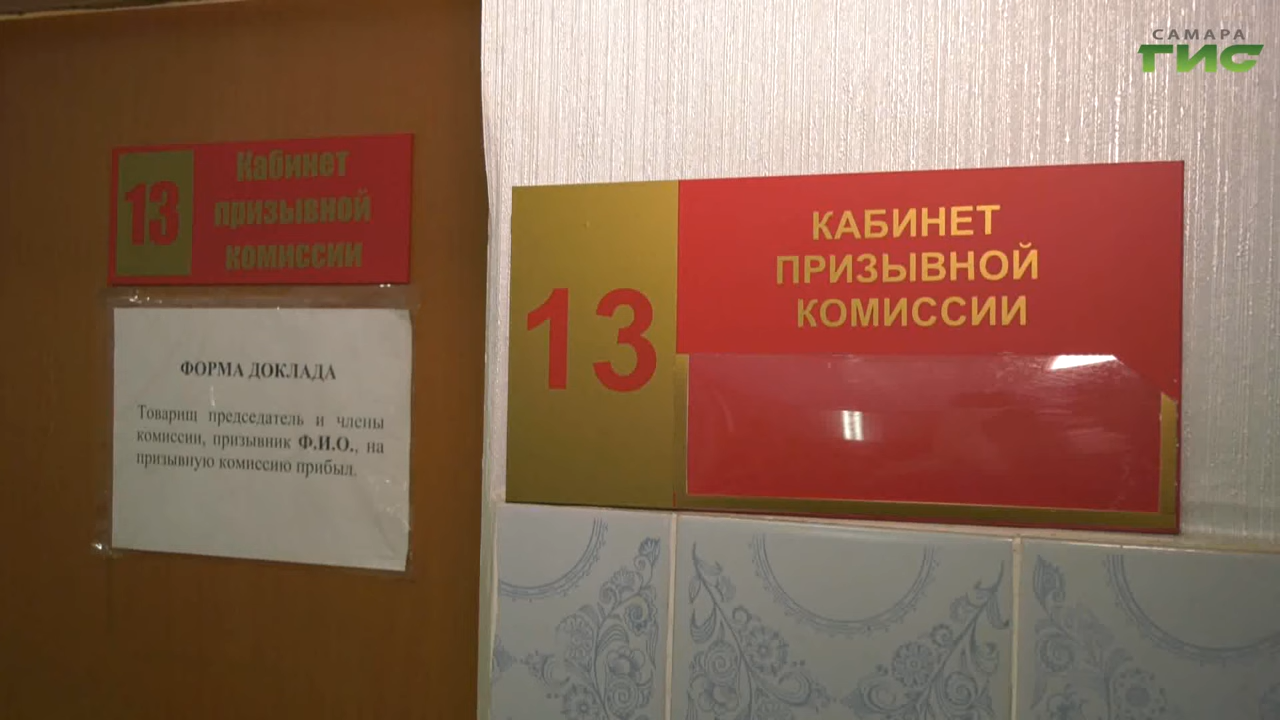 САМАРА
ГИС
13
Кабинет
призывной
комиссии
ФОРМА ДОКЛАДА
Товарищ председатель и члены
комиссии, призывник Ф.И.О., на
призывную комиссию прибыл.
13
КАБИНЕТ
ПРИЗЫВНОЙ
КОМИССИИ